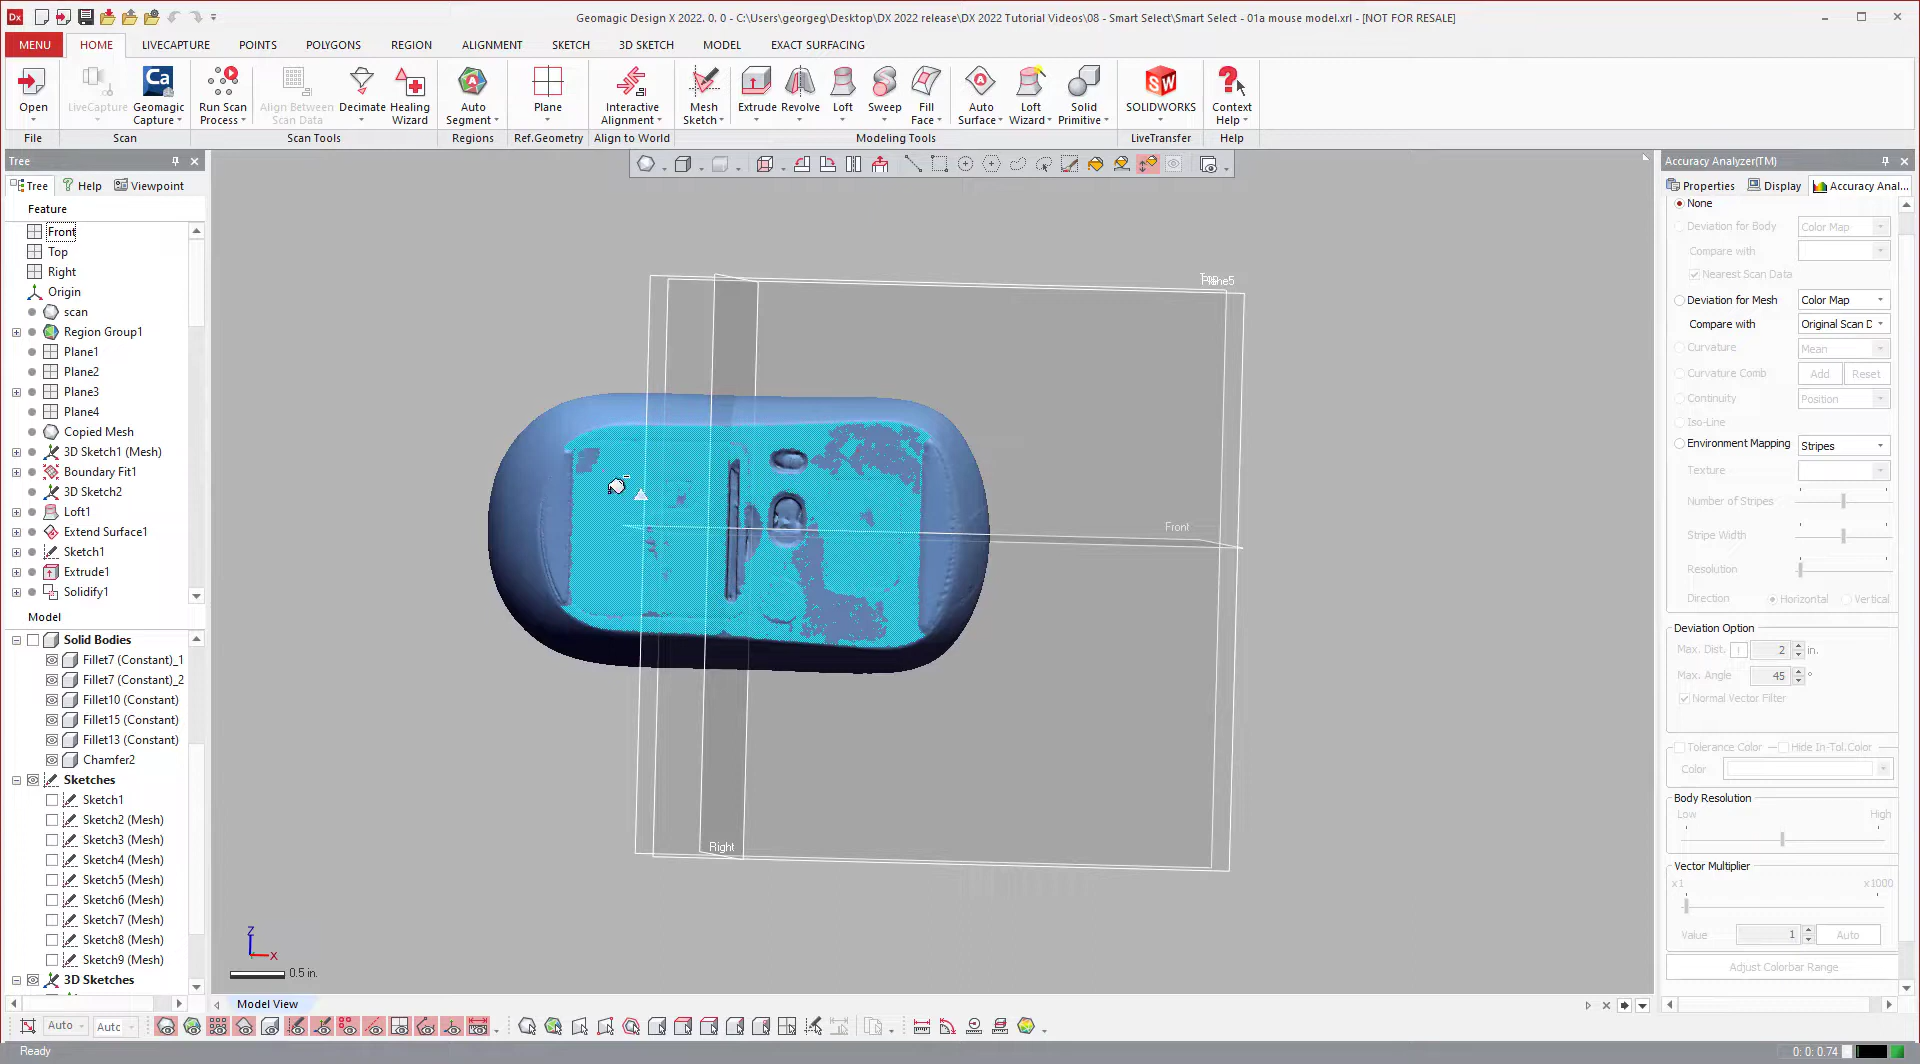 Geomagic Design X 2022. 0. 0 - C:\Users\georgeg\Desktop\DX 2022 release\DX 2022 Tutorial Videos\08 - Smart Select\Smart Select - 01a mouse model.xrl - [NOT FOR RESALE]
MENU HOME LIVECAPTURE POINTS POLYGONS REGION ALIGNMENT SKETCH 3D SKETCH MODEL EXACT SURFACING
Open LiveCapture Geomagic Capture Run Scan Process Align Between Scan Data Decimate Healing Wizard Auto Segment Plane Interactive Alignment Mesh Sketch Extrude Revolve Loft Sweep Fill Face Auto Surface Loft Wizard Solid Primitive SOLIDWORKS Context Help
File Scan Scan Tools Regions Ref.Geometry Align to World Modeling Tools LiveTransfer Help
Tree
Tree Help Viewpoint
Feature
Front
Top
Right
Origin
scan
Region Group1
Plane1
Plane2
Plane3
Plane4
Copied Mesh
3D Sketch1 (Mesh)
Boundary Fit1
3D Sketch2
Loft1
Extend Surface1
Sketch1
Extrude1
Solidify1
Model
Solid Bodies
Fillet7 (Constant)_1
Fillet7 (Constant)_2
Fillet10 (Constant)
Fillet15 (Constant)
Fillet13 (Constant)
Chamfer2
Sketches
Sketch1
Sketch2 (Mesh)
Sketch3 (Mesh)
Sketch4 (Mesh)
Sketch5 (Mesh)
Sketch6 (Mesh)
Sketch7 (Mesh)
Sketch8 (Mesh)
Sketch9 (Mesh)
3D Sketches
Front
Right
Z
X
0.5 in.
Model View
Accuracy Analyzer(TM)
Properties Display Accuracy Anal...
None
Deviation for Body Color Map
Compare with
Nearest Scan Data
Deviation for Mesh Color Map
Compare with Original Scan D
Curvature Mean
Curvature Comb Add Reset
Continuity Position
Iso-Line
Environment Mapping Stripes
Texture
Number of Stripes
Stripe Width
Resolution
Direction Horizontal Vertical
Deviation Option
Max. Dist. 2 in.
Max. Angle 45 °
Normal Vector Filter
Tolerance Color Hide In-Tol.Color
Color
Body Resolution
Low High
Vector Multiplier
x1 x1000
Value 1 Auto
Adjust Colorbar Range
Auto Autc
Ready
0: 0: 0.74